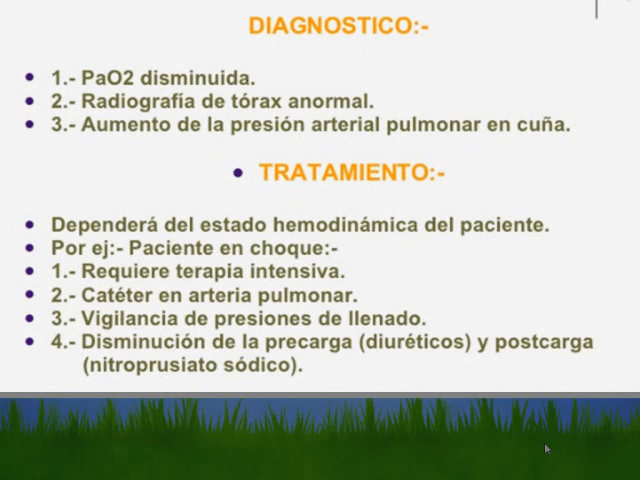 DIAGNOSTICO:-
• 1.- PaO2 disminuida.
• 2.- Radiografía de tórax anormal.
• 3.- Aumento de la presión arterial pulmonar en cuña.
• TRATAMIENTO:-
• Dependerá del estado hemodinámica del paciente.
• Por ej:- Paciente en choque:-
• 1.- Requiere terapia intensiva.
• 2.- Catéter en arteria pulmonar.
• 3.- Vigilancia de presiones de llenado.
• 4.- Disminución de la precarga (diuréticos) y postcarga
(nitroprusiato sódico).